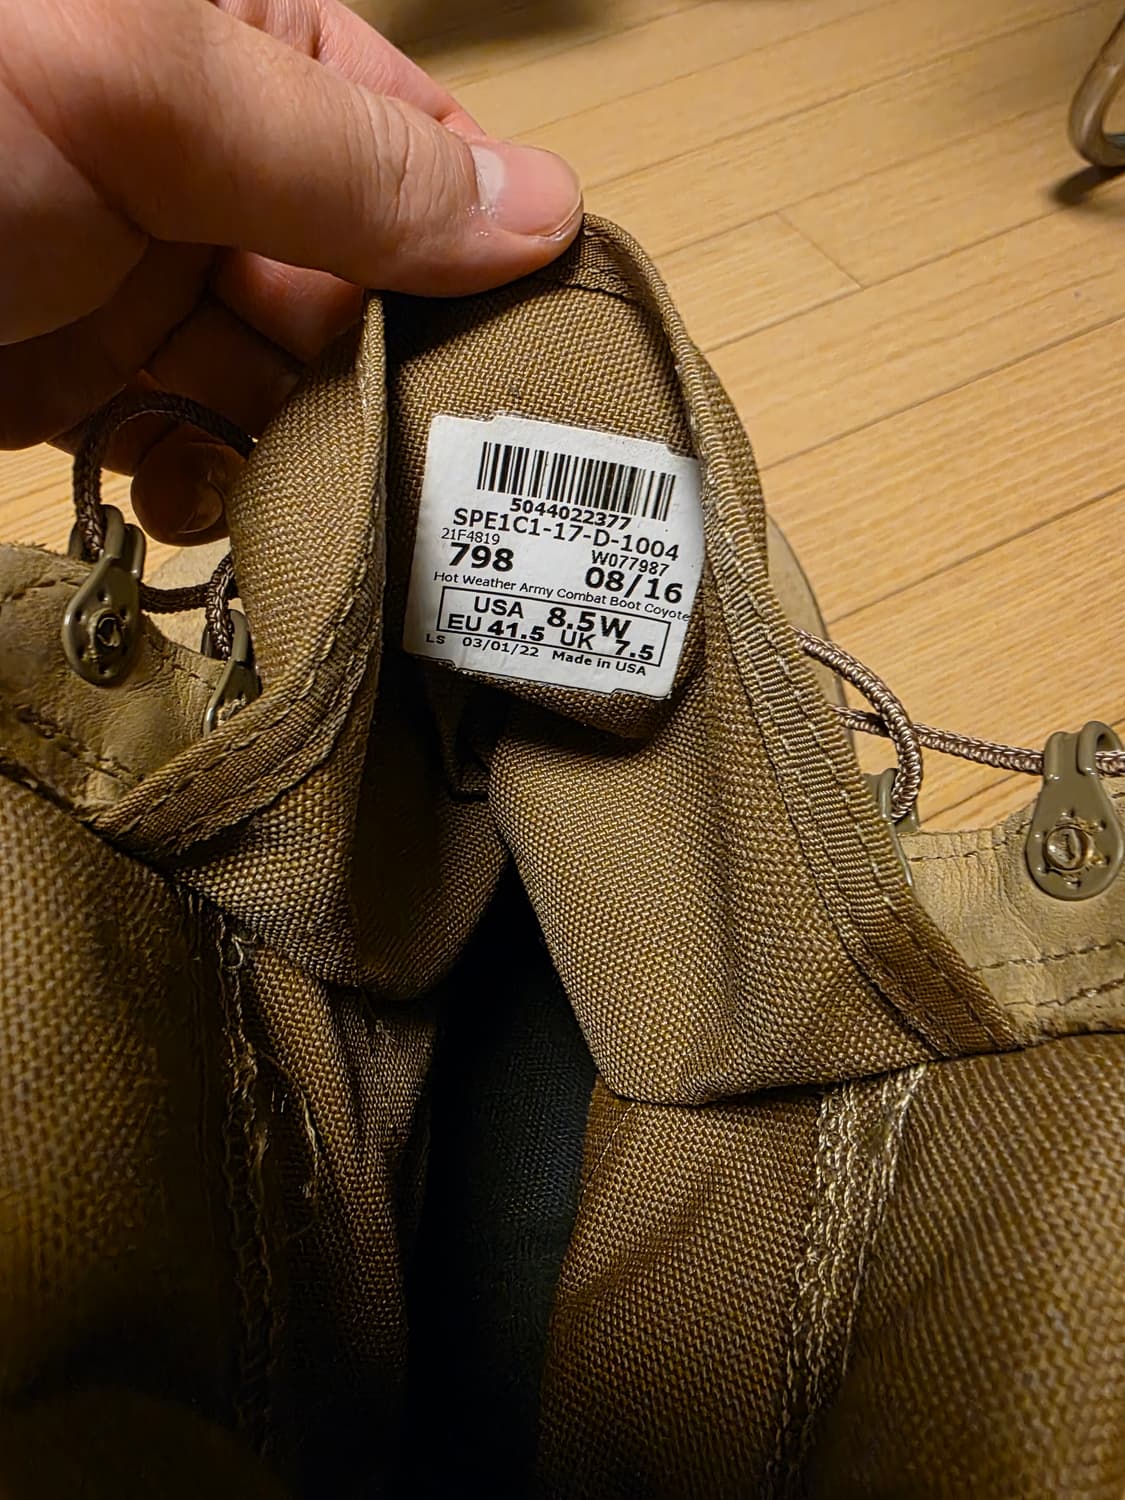 5044022377
SPE1C1-17-D-1004
21F4819 W077987
798 08/16
Hot Weather Army Combat Boot Coyote
USA 8.5W
EU 41.5 UK 7.5
LS 03/01/22 Made in USA